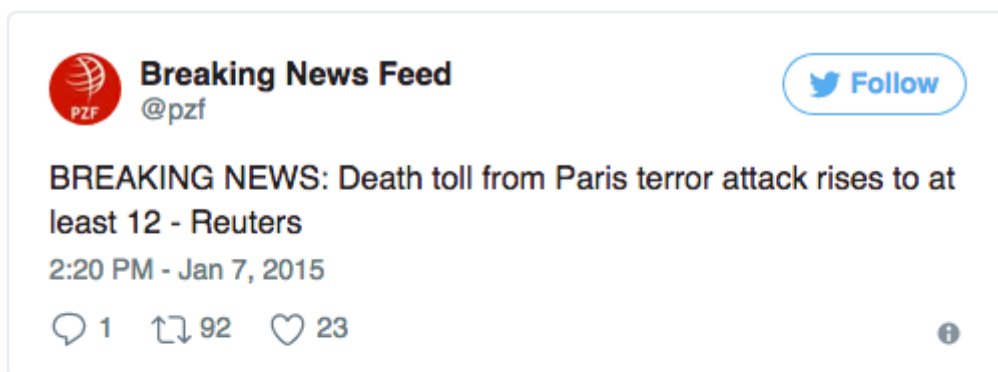 Breaking News Feed
@pzf
PZF
Follow
BREAKING NEWS: Death toll from Paris terror attack rises to at
least 12 - Reuters
2:20 PM - Jan 7, 2015
1 92 23